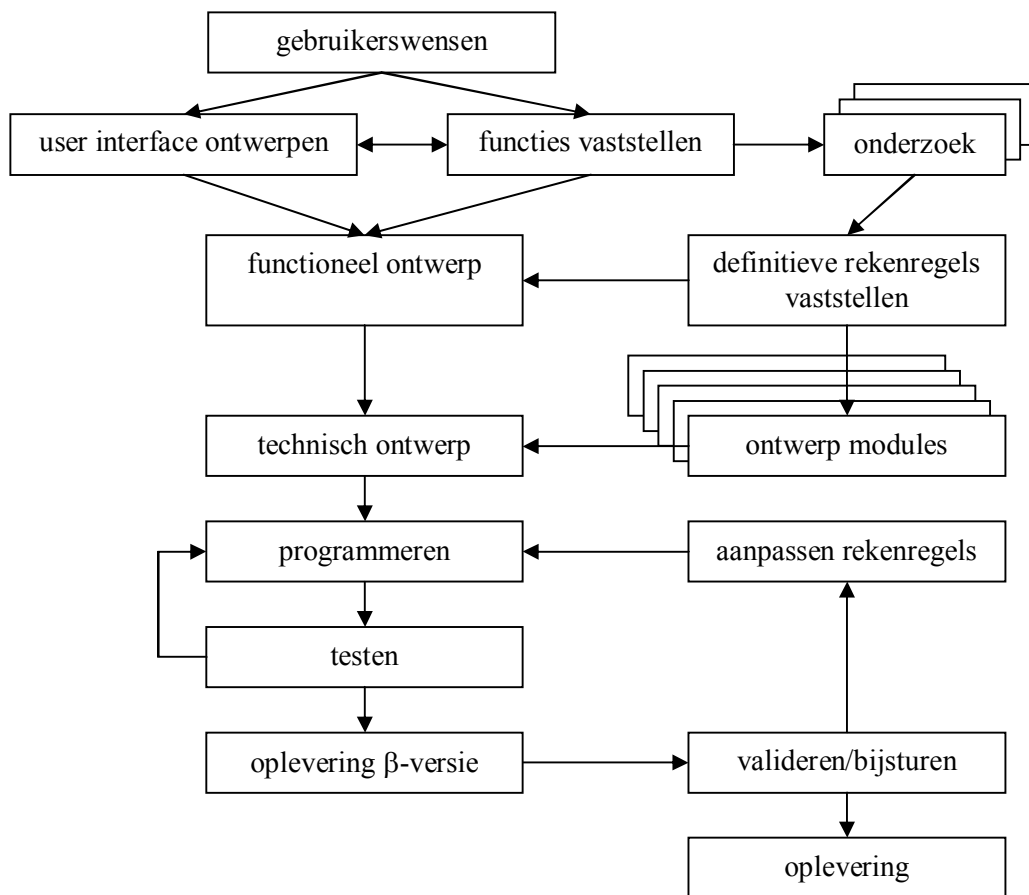 gebruikerswensen
user interface ontwerpen
functies vaststellen
onderzoek
functioneel ontwerp
definitieve rekenregels
vaststellen
technisch ontwerp
ontwerp modules
programmeren
aanpassen rekenregels
testen
oplevering β-versie
valideren/bijsturen
oplevering